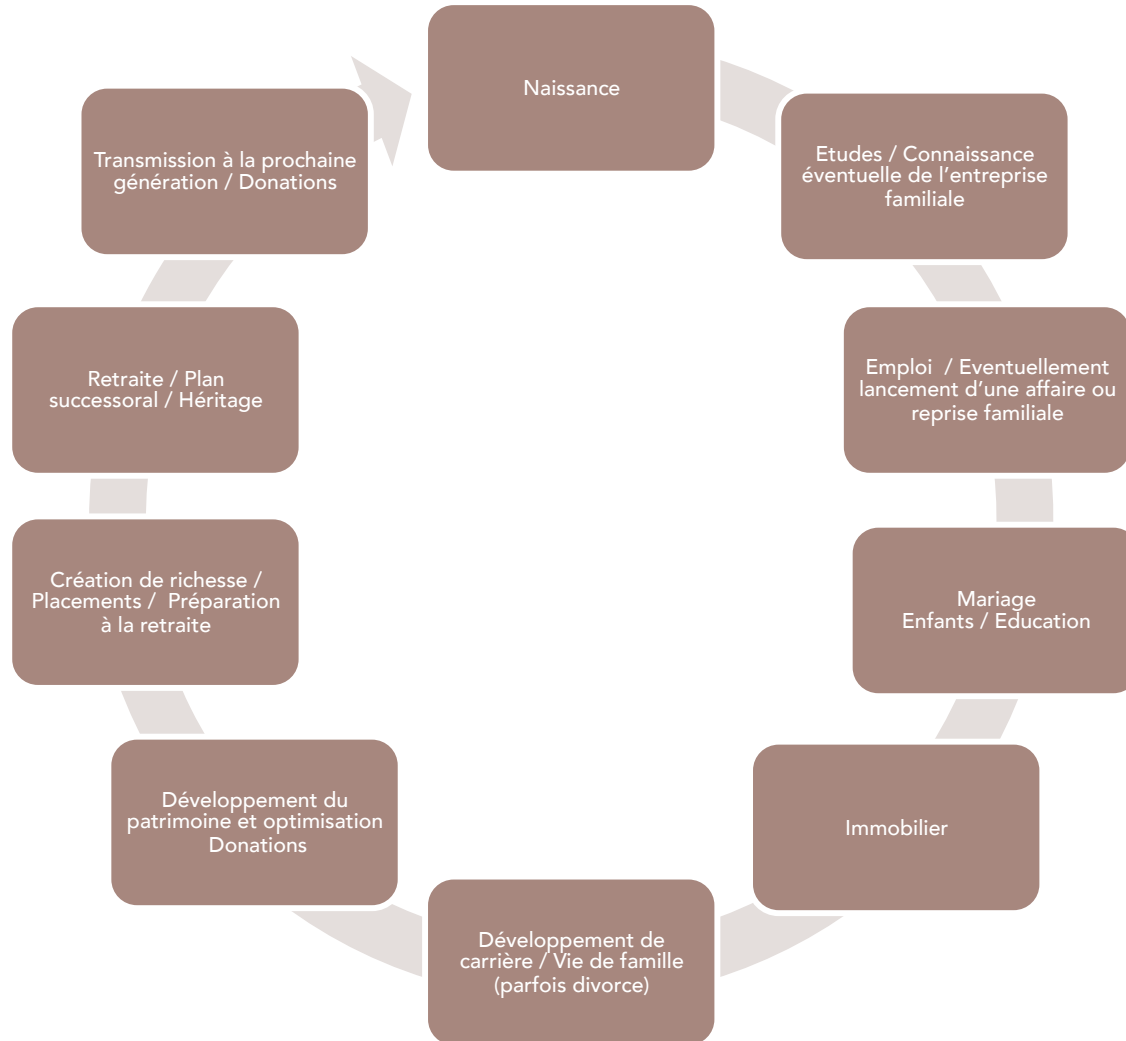 Naissance
Etudes / Connaissance
éventuelle de l'entreprise
familiale
Emploi / Eventuellement
lancement d'une affaire ou
reprise familiale
Mariage
Enfants / Education
Immobilier
Développement de
carrière / Vie de famille
(parfois divorce)
Développement du
patrimoine et optimisation
Donations
Création de richesse /
Placements / Préparation
à la retraite
Retraite / Plan
successoral / Héritage
Transmission à la prochaine
génération / Donations